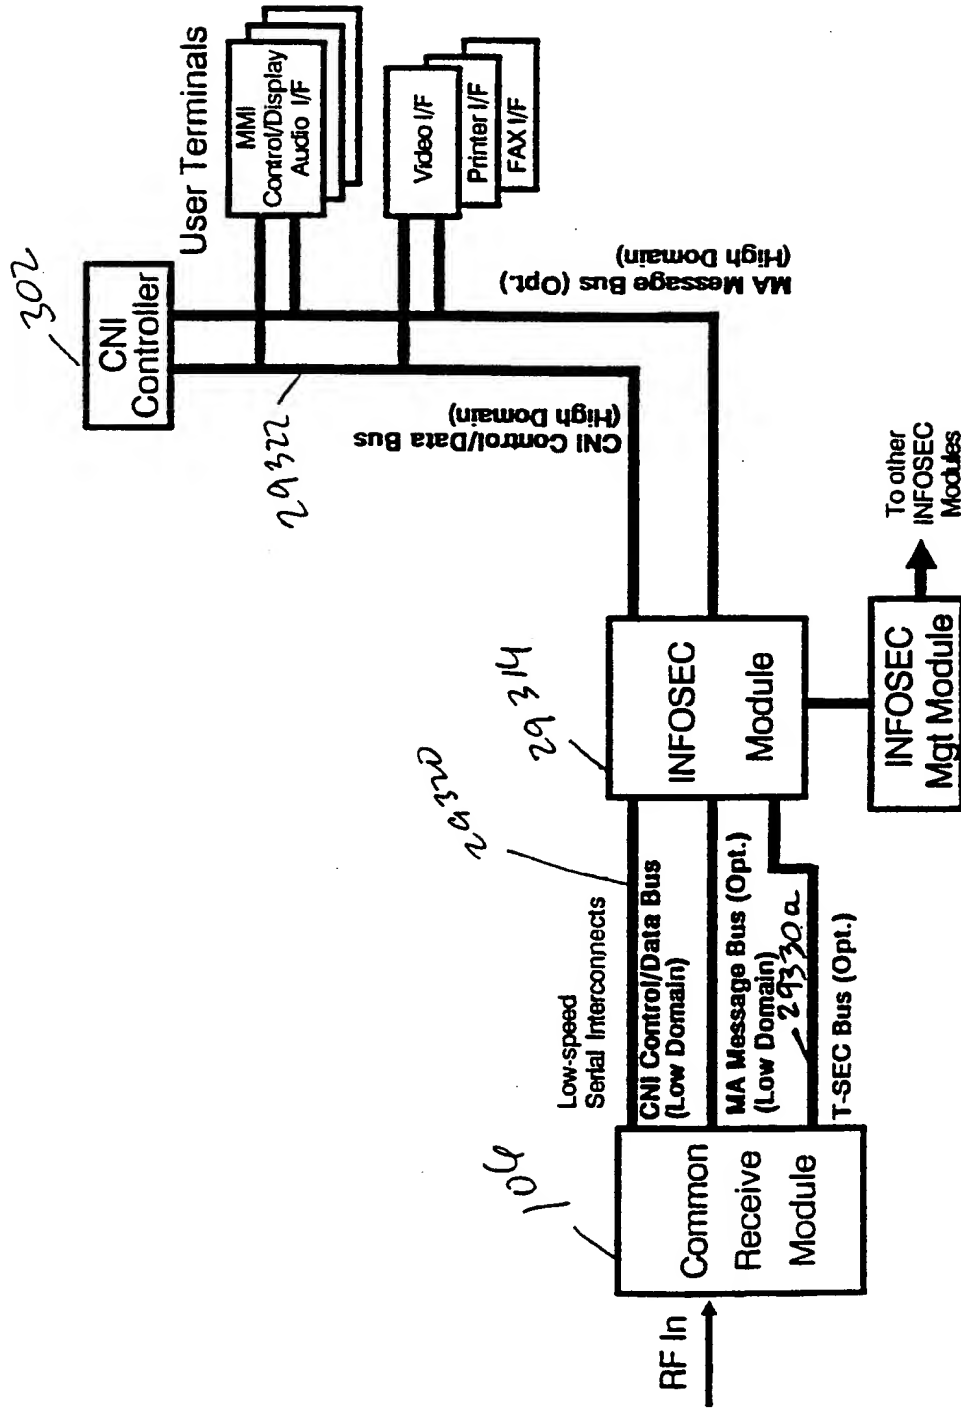 RF In
104
Common
Receive
Module
Low-speed
Serial Interconnects
CNI Control/Data Bus
(Low Domain)
MA Message Bus (Opt.)
(Low Domain)
29330a
T-SEC Bus (Opt.)
29320
29314
INFOSEC
Module
INFOSEC
Mgt Module
To other
INFOSEC
Modules
CNI Control/Data Bus
(High Domain)
MA Message Bus (Opt.)
(High Domain)
29322
302
CNI
Controller
User Terminals
MMI
Control/Display
Audio I/F
Video I/F
Printer I/F
FAX I/F